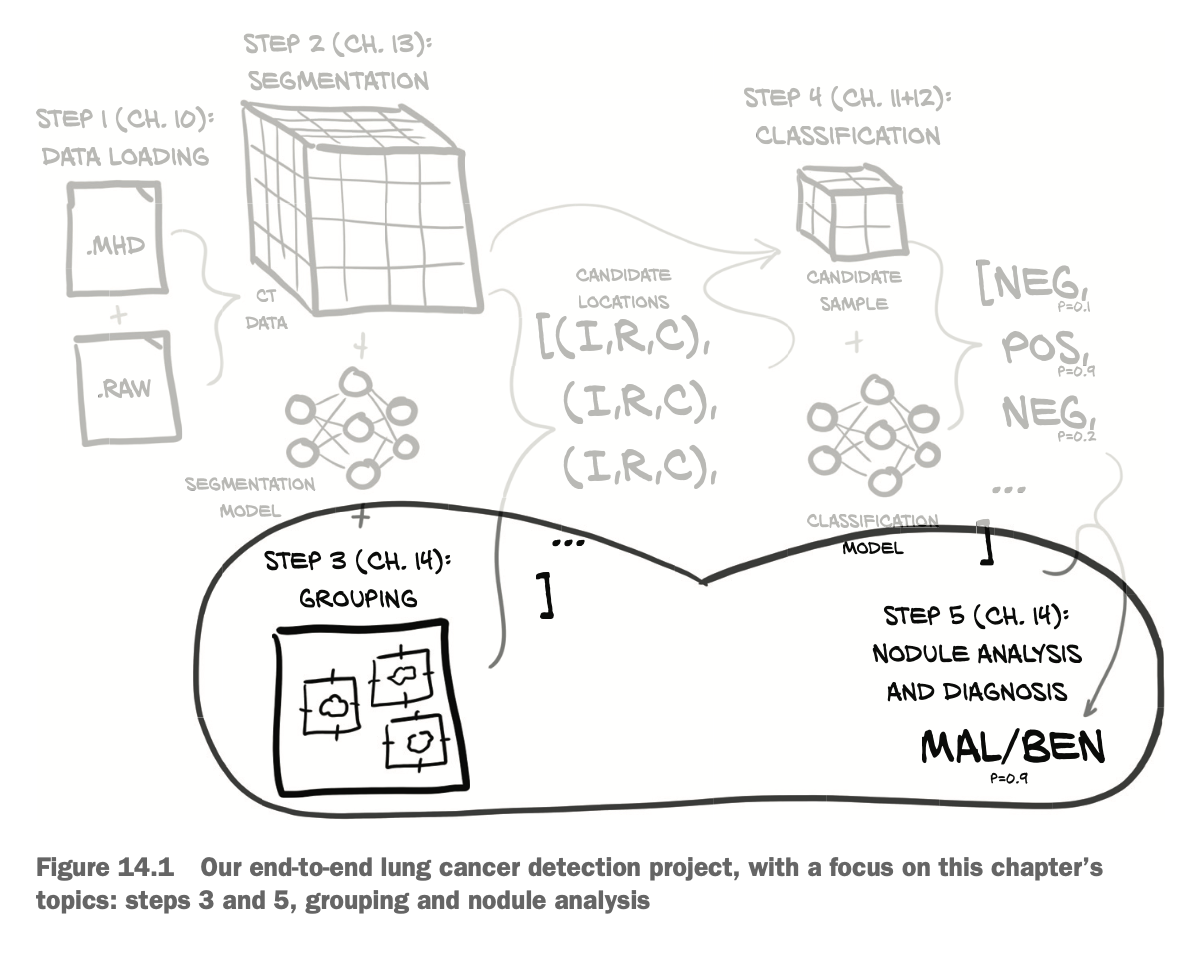 STEP 1 (CH. 10):
DATA LOADING
.MHD
+
.RAW
STEP 2 (CH. 13):
SEGMENTATION
CT
DATA
+
SEGMENTATION
MODEL
+
STEP 3 (CH. 14):
GROUPING
CANDIDATE
LOCATIONS
[(I,R,C),
(I,R,C),
(I,R,C),
...
]
STEP 4 (CH. 11+12):
CLASSIFICATION
CANDIDATE
SAMPLE
+
CLASSIFICATION
MODEL
[NEG,
P=0.1
POS,
P=0.9
NEG,
P=0.2
...
]
STEP 5 (CH. 14):
NODULE ANALYSIS
AND DIAGNOSIS
MAL/BEN
P=0.9
Figure 14.1 Our end-to-end lung cancer detection project, with a focus on this chapter’s
topics: steps 3 and 5, grouping and nodule analysis